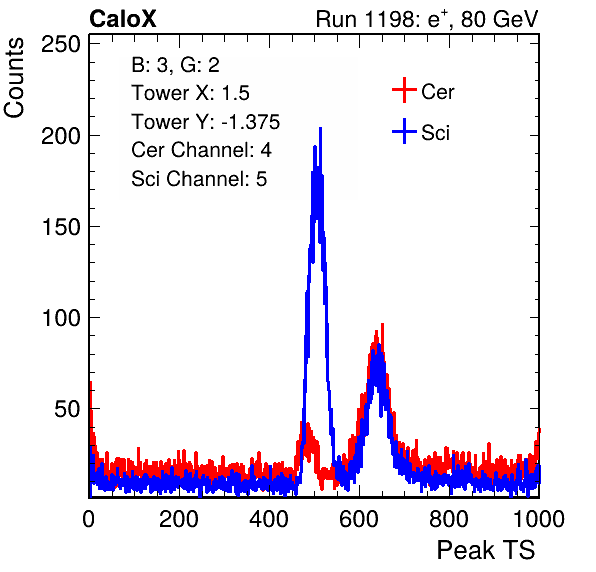 CaloX Run 1198: e⁺, 80 GeV
Counts
B: 3, G: 2
Tower X: 1.5
Tower Y: -1.375
Cer Channel: 4
Sci Channel: 5
Cer
Sci
250
200
150
100
50
0 200 400 600 800 1000
Peak TS